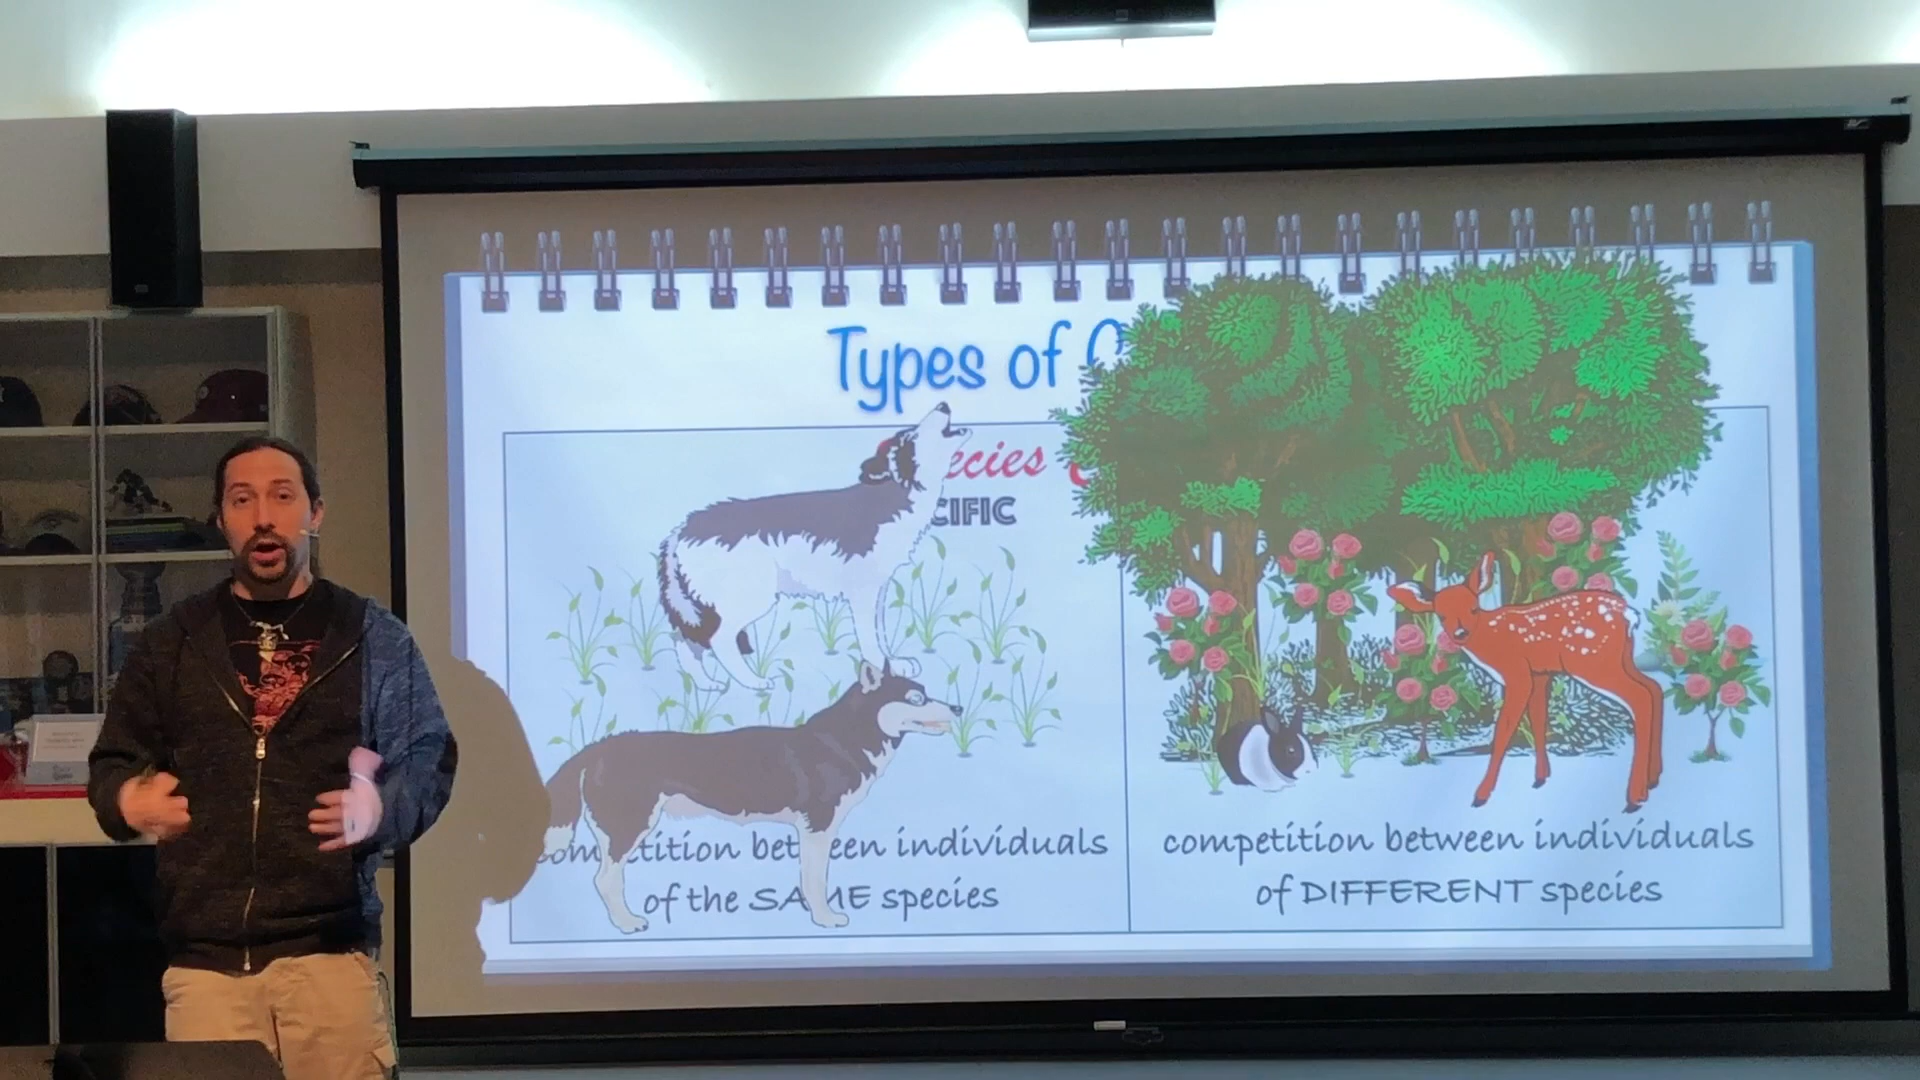 Types of
ecies
CIFIC
competition between individuals
of the SAME species
competition between individuals
of DIFFERENT species